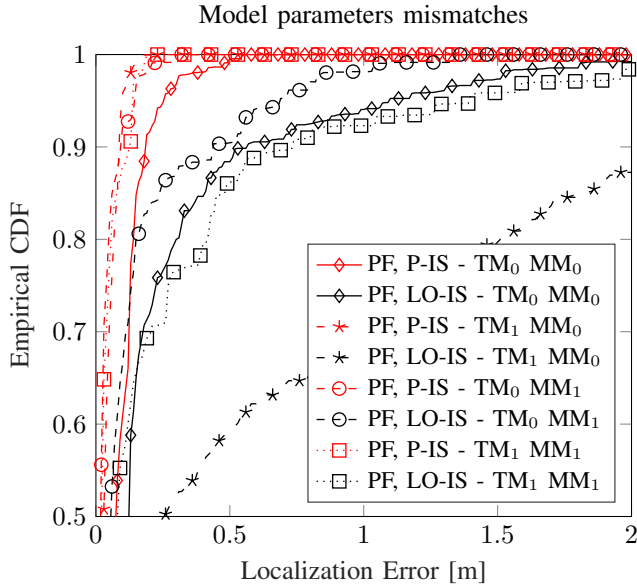 Model parameters mismatches
1
0.9
0.8
0.7
0.6
0.5
Empirical CDF
PF, P-IS - TM₀ MM₀
PF, LO-IS - TM₀ MM₀
PF, P-IS - TM₁ MM₀
PF, LO-IS - TM₁ MM₀
PF, P-IS - TM₀ MM₁
PF, LO-IS - TM₀ MM₁
PF, P-IS - TM₁ MM₁
PF, LO-IS - TM₁ MM₁
0 0.5 1 1.5 2
Localization Error [m]